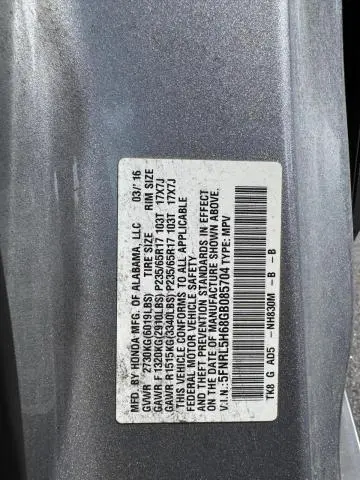 MFD. BY HONDA MFG. OF ALABAMA, LLC 03/'16
GVWR 2730KG(6019LBS) TIRE SIZE RIM SIZE
GAWR F 1320KG(2910LBS)P235/65R17 103T 17X7J
GAWR R1515KG(3340LBS)P235/65R17 103T 17X7J
THIS VEHICLE CONFORMS TO ALL APPLICABLE
FEDERAL MOTOR VEHICLE SAFETY
AND THEFT PREVENTION STANDARDS IN EFFECT
ON THE DATE OF MANUFACTURE SHOWN ABOVE.
V.I.N.:5FNRL5H68GB085704 TYPE: MPV
TK8 G AD5 -NH830M -B -B